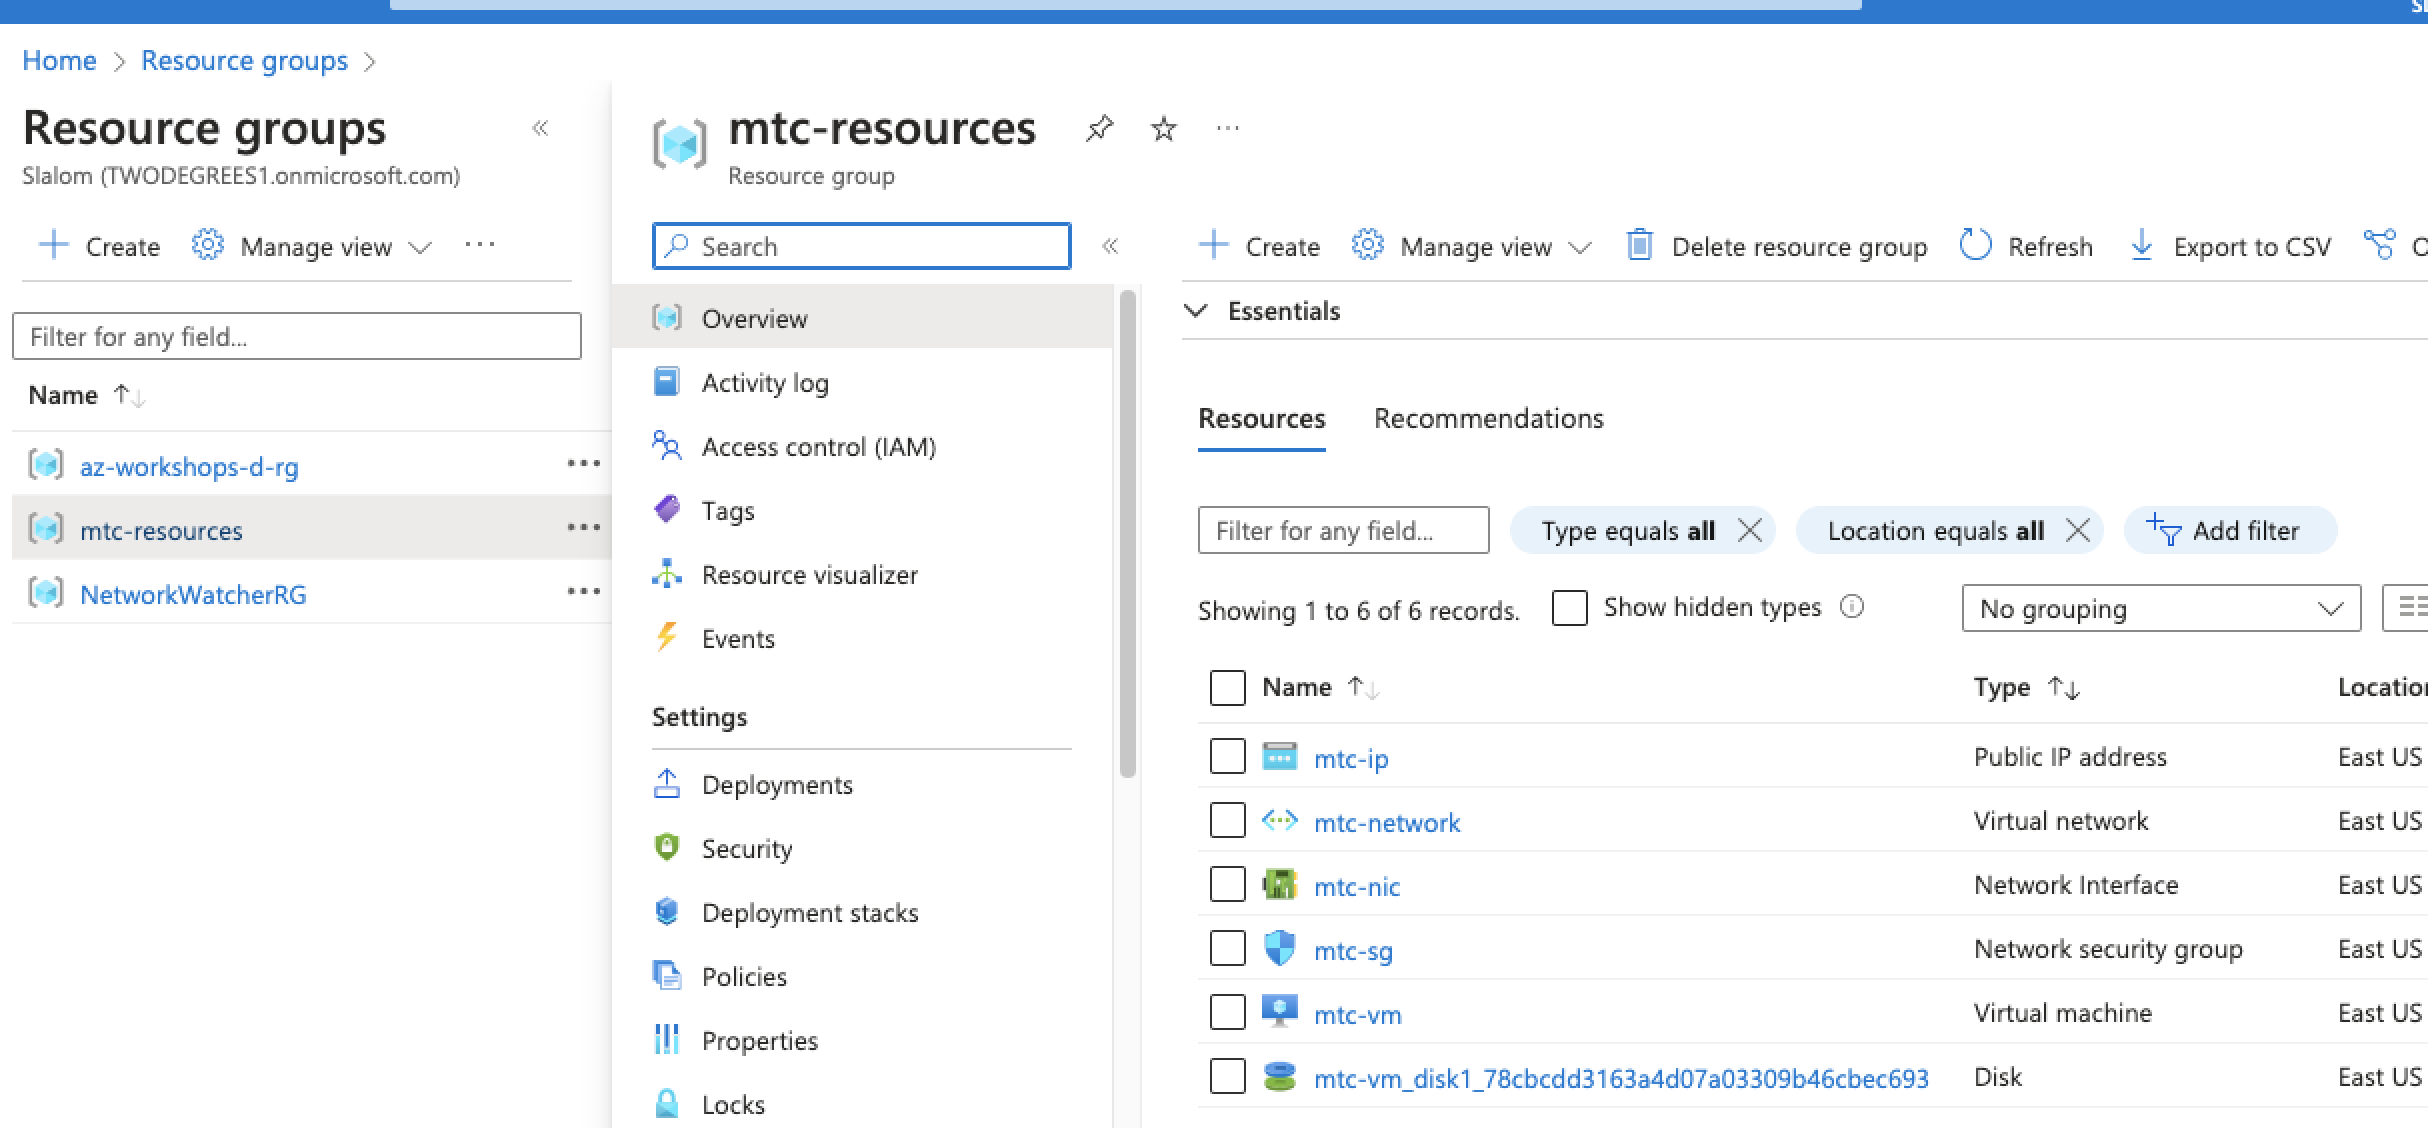 Home > Resource groups >
Resource groups «
Slalom (TWODEGREES1.onmicrosoft.com)
+ Create Manage view ...
Filter for any field...
Name ↑↓
az-workshops-d-rg ...
mtc-resources ...
NetworkWatcherRG ...
mtc-resources ...
Resource group
Search «
Overview
Activity log
Access control (IAM)
Tags
Resource visualizer
Events
Settings
Deployments
Security
Deployment stacks
Policies
Properties
Locks
+ Create Manage view Delete resource group Refresh Export to CSV
Essentials
Resources Recommendations
Filter for any field... Type equals all × Location equals all × Add filter
Showing 1 to 6 of 6 records. Show hidden types No grouping
Name ↑↓ Type ↑↓ Location
mtc-ip Public IP address East US
mtc-network Virtual network East US
mtc-nic Network Interface East US
mtc-sg Network security group East US
mtc-vm Virtual machine East US
mtc-vm_disk1_78cbcdd3163a4d07a03309b46cbec693 Disk East US